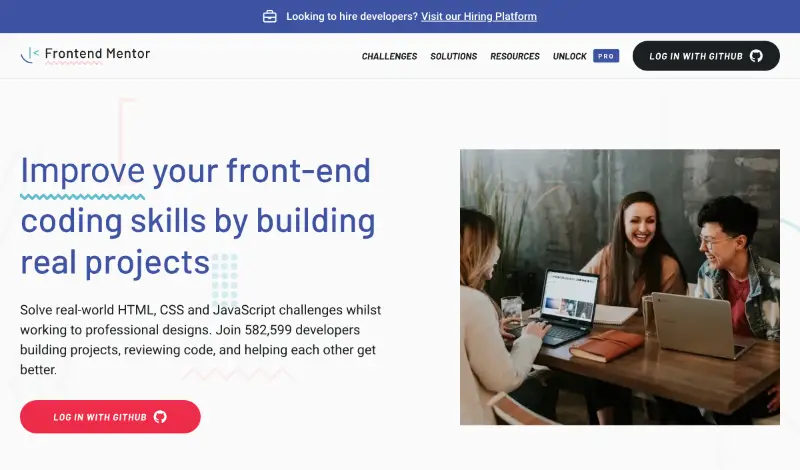 Looking to hire developers? Visit our Hiring Platform
Frontend Mentor
CHALLENGES
SOLUTIONS
RESOURCES
UNLOCK PRO
LOG IN WITH GITHUB
Improve your front-end
coding skills by building
real projects
Solve real-world HTML, CSS and JavaScript challenges whilst
working to professional designs. Join 582,599 developers
building projects, reviewing code, and helping each other get
better.
LOG IN WITH GITHUB